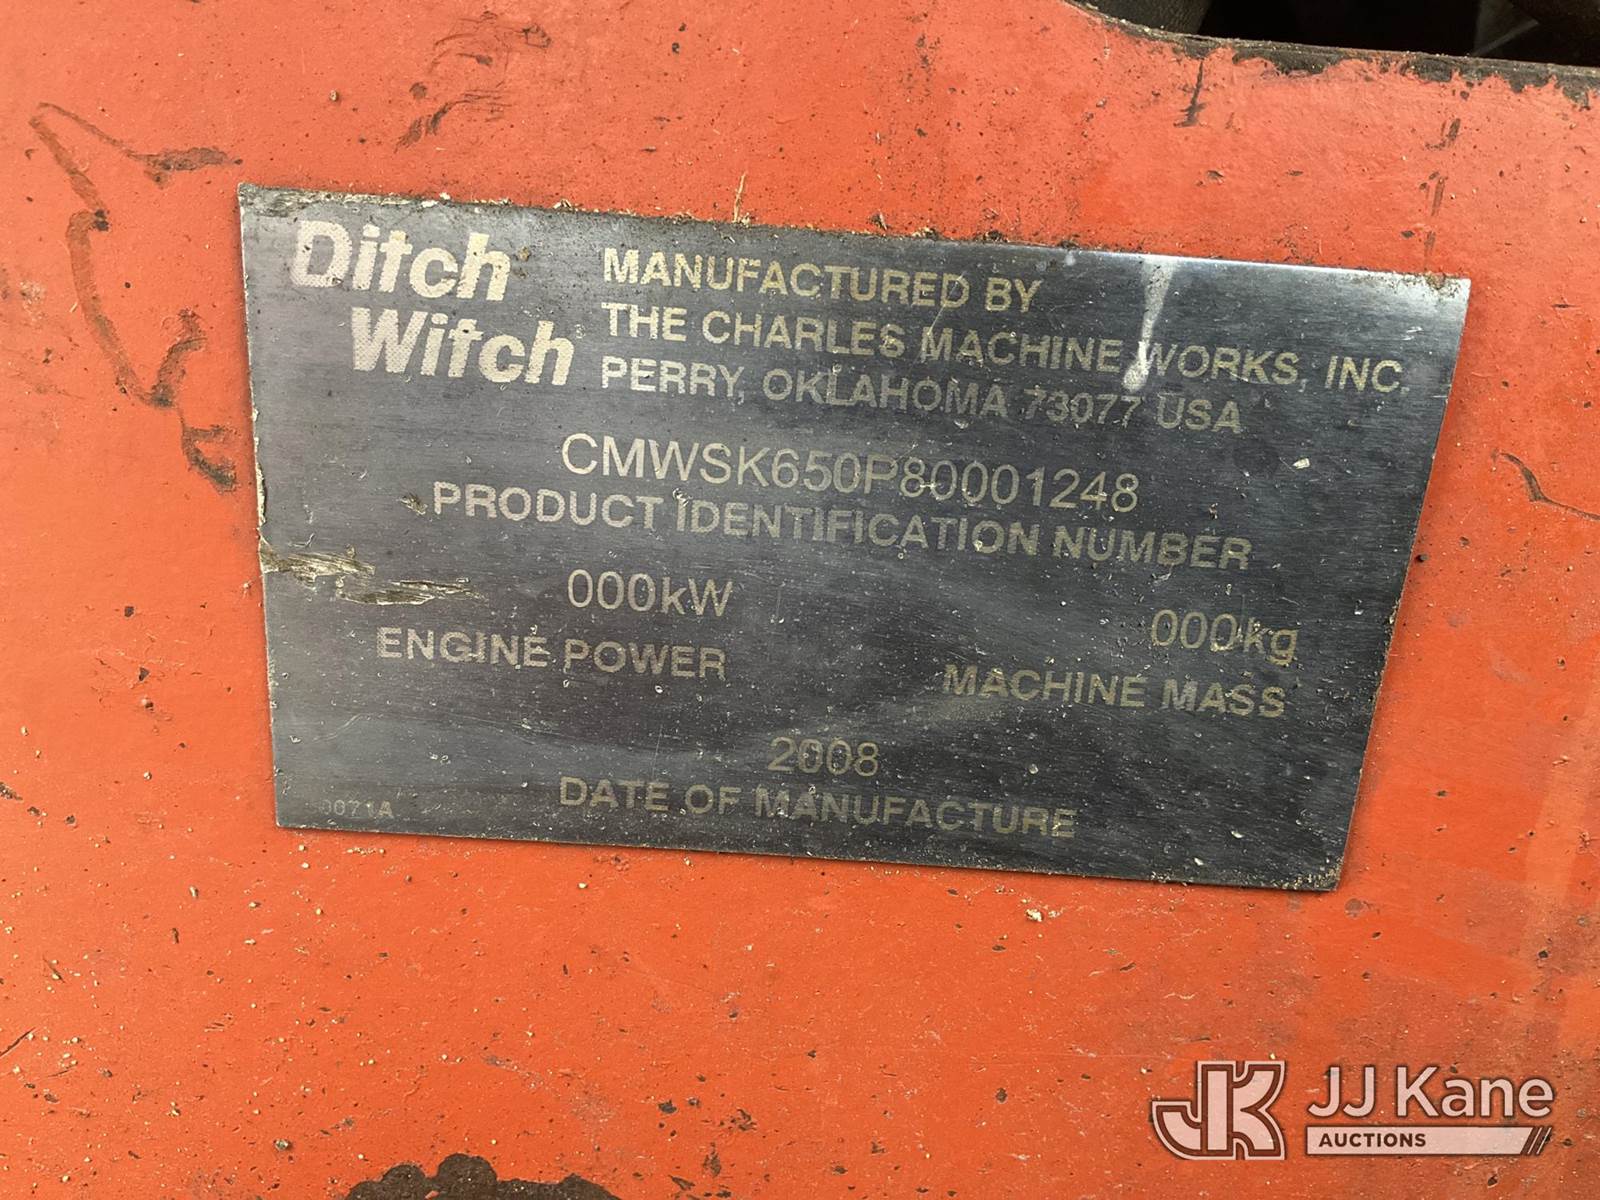 Ditch
Witch
MANUFACTURED BY
THE CHARLES MACHINE WORKS, INC.
PERRY, OKLAHOMA 73077 USA
CMWSK650P80001248
PRODUCT IDENTIFICATION NUMBER
000kW
ENGINE POWER
000kg
MACHINE MASS
2008
DATE OF MANUFACTURE
JK JJ Kane
AUCTIONS